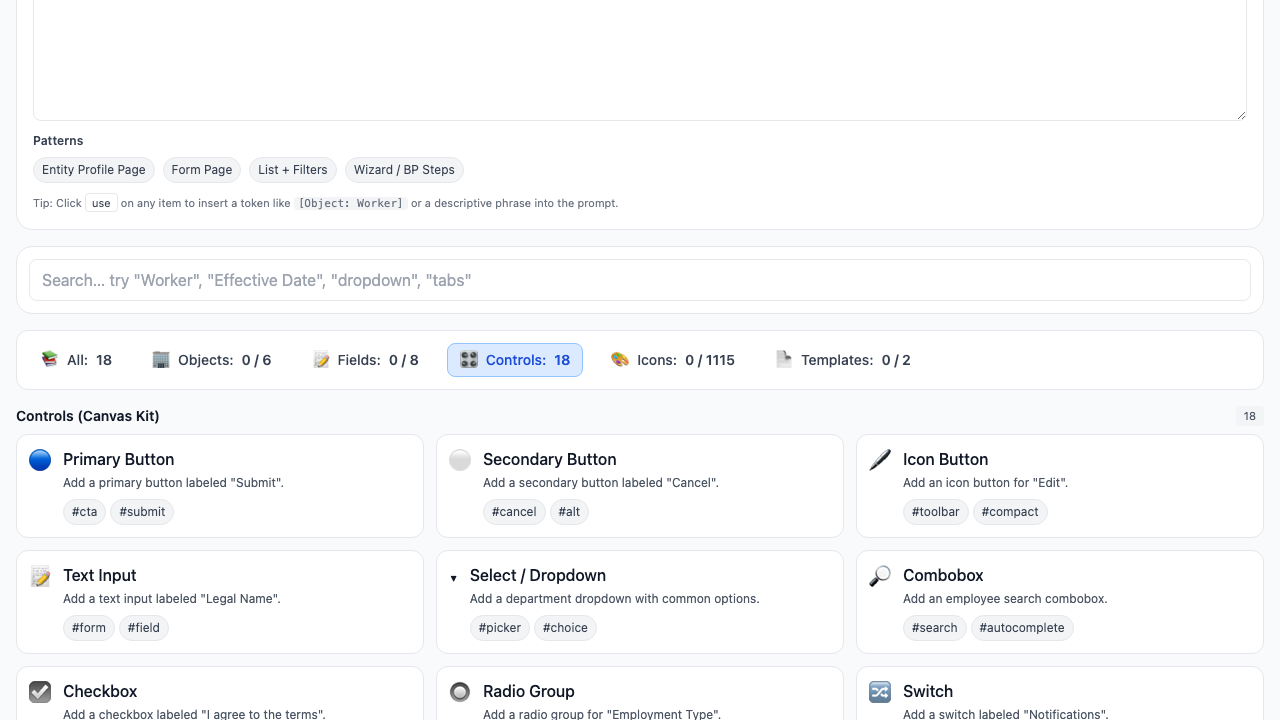 Patterns
Entity Profile Page Form Page List + Filters Wizard / BP Steps
Tip: Click use on any item to insert a token like [Object: Worker] or a descriptive phrase into the prompt.
Search... try "Worker", "Effective Date", "dropdown", "tabs"
All: 18 Objects: 0 / 6 Fields: 0 / 8 Controls: 18 Icons: 0 / 1115 Templates: 0 / 2
Controls (Canvas Kit) 18
Primary Button
Add a primary button labeled "Submit".
#cta #submit
Secondary Button
Add a secondary button labeled "Cancel".
#cancel #alt
Icon Button
Add an icon button for "Edit".
#toolbar #compact
Text Input
Add a text input labeled "Legal Name".
#form #field
Select / Dropdown
Add a department dropdown with common options.
#picker #choice
Combobox
Add an employee search combobox.
#search #autocomplete
Checkbox
Add a checkbox labeled "I agree to the terms".
Radio Group
Add a radio group for "Employment Type".
Switch
Add a switch labeled "Notifications".